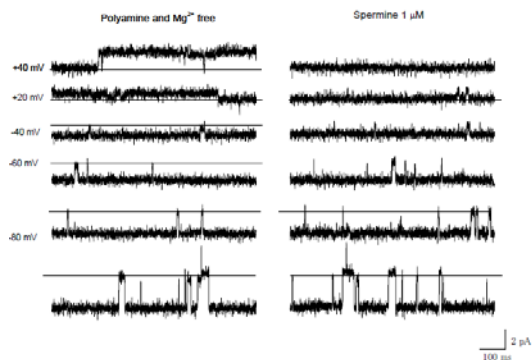 Polyamine and Mg²⁺ free
Spermine 1 µM
+40 mV
+20 mV
-40 mV
-60 mV
-80 mV
2 pA
100 ms